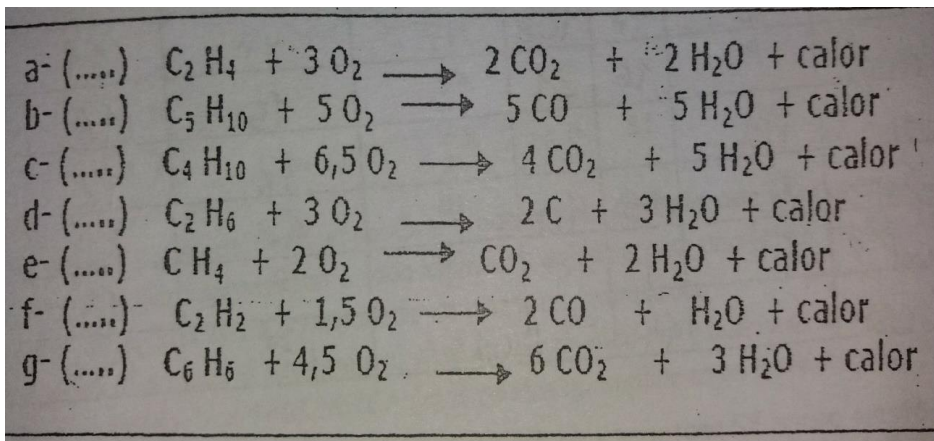 a- (.....) C₂ H₄ + 3 O₂ → 2 CO₂ + 2 H₂O + calor
b- (.....) C₅ H₁₀ + 5 O₂ → 5 CO + 5 H₂O + calor
c- (.....) C₄ H₁₀ + 6,5 O₂ → 4 CO₂ + 5 H₂O + calor
d- (.....) C₂ H₆ + 3 O₂ → 2 C + 3 H₂O + calor
e- (.....) C H₄ + 2 O₂ → CO₂ + 2 H₂O + calor
f- (.....) C₂ H₂ + 1,5 O₂ → 2 CO + H₂O + calor
g- (.....) C₆ H₆ + 4,5 O₂ → 6 CO₂ + 3 H₂O + calor